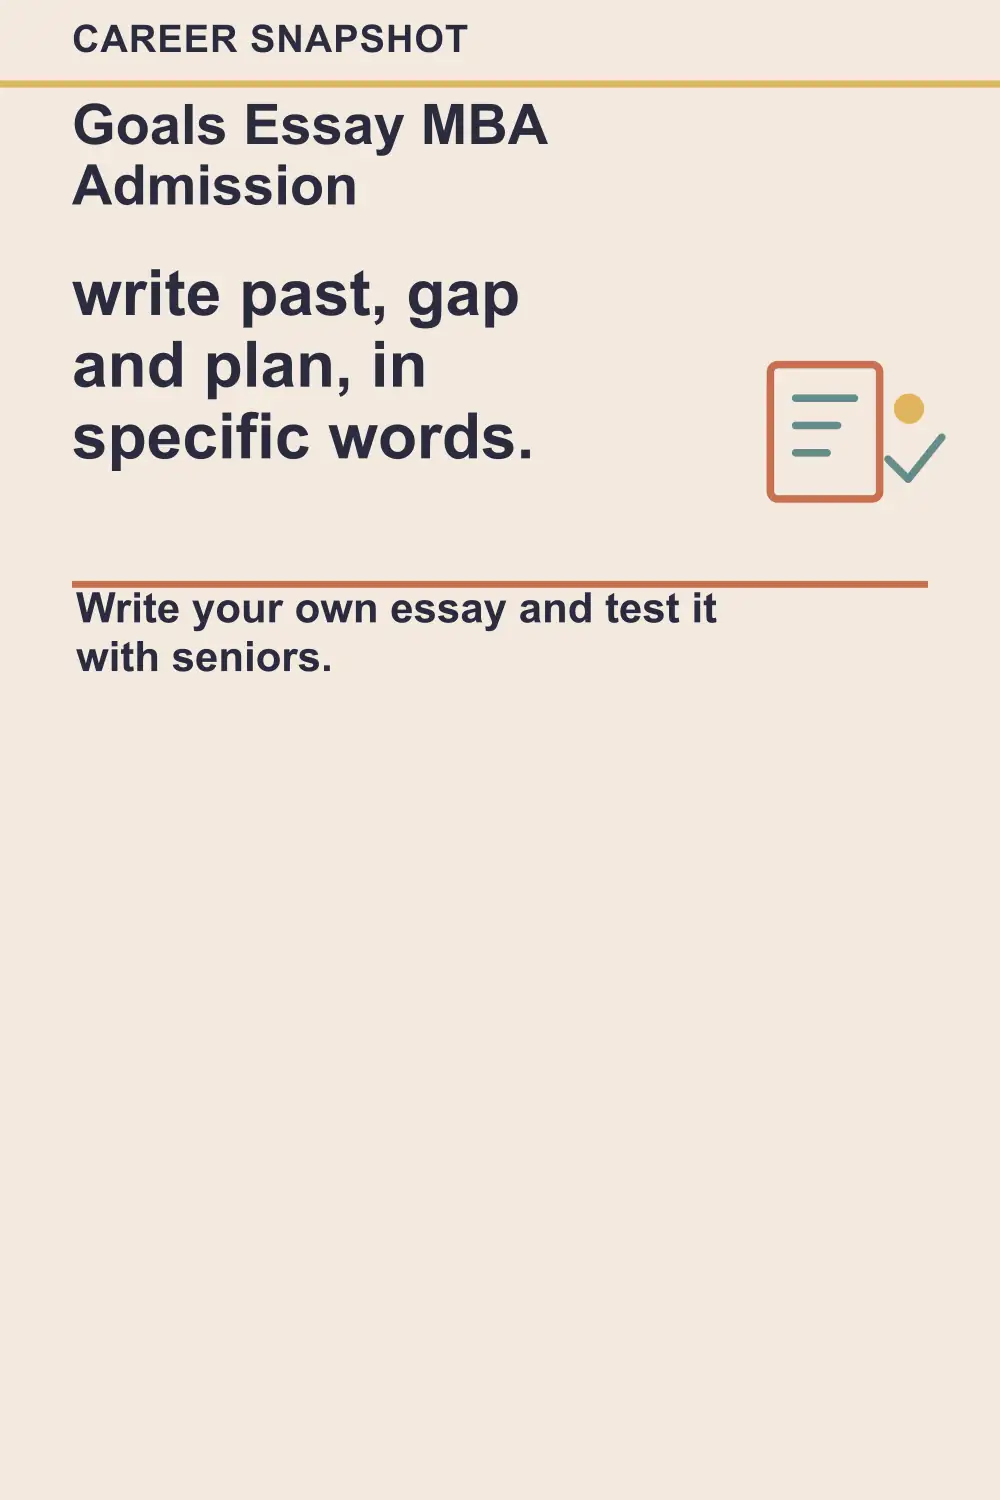 CAREER SNAPSHOT
Goals Essay MBA
Admission
write past, gap
and plan, in
specific words.
Write your own essay and test it
with seniors.